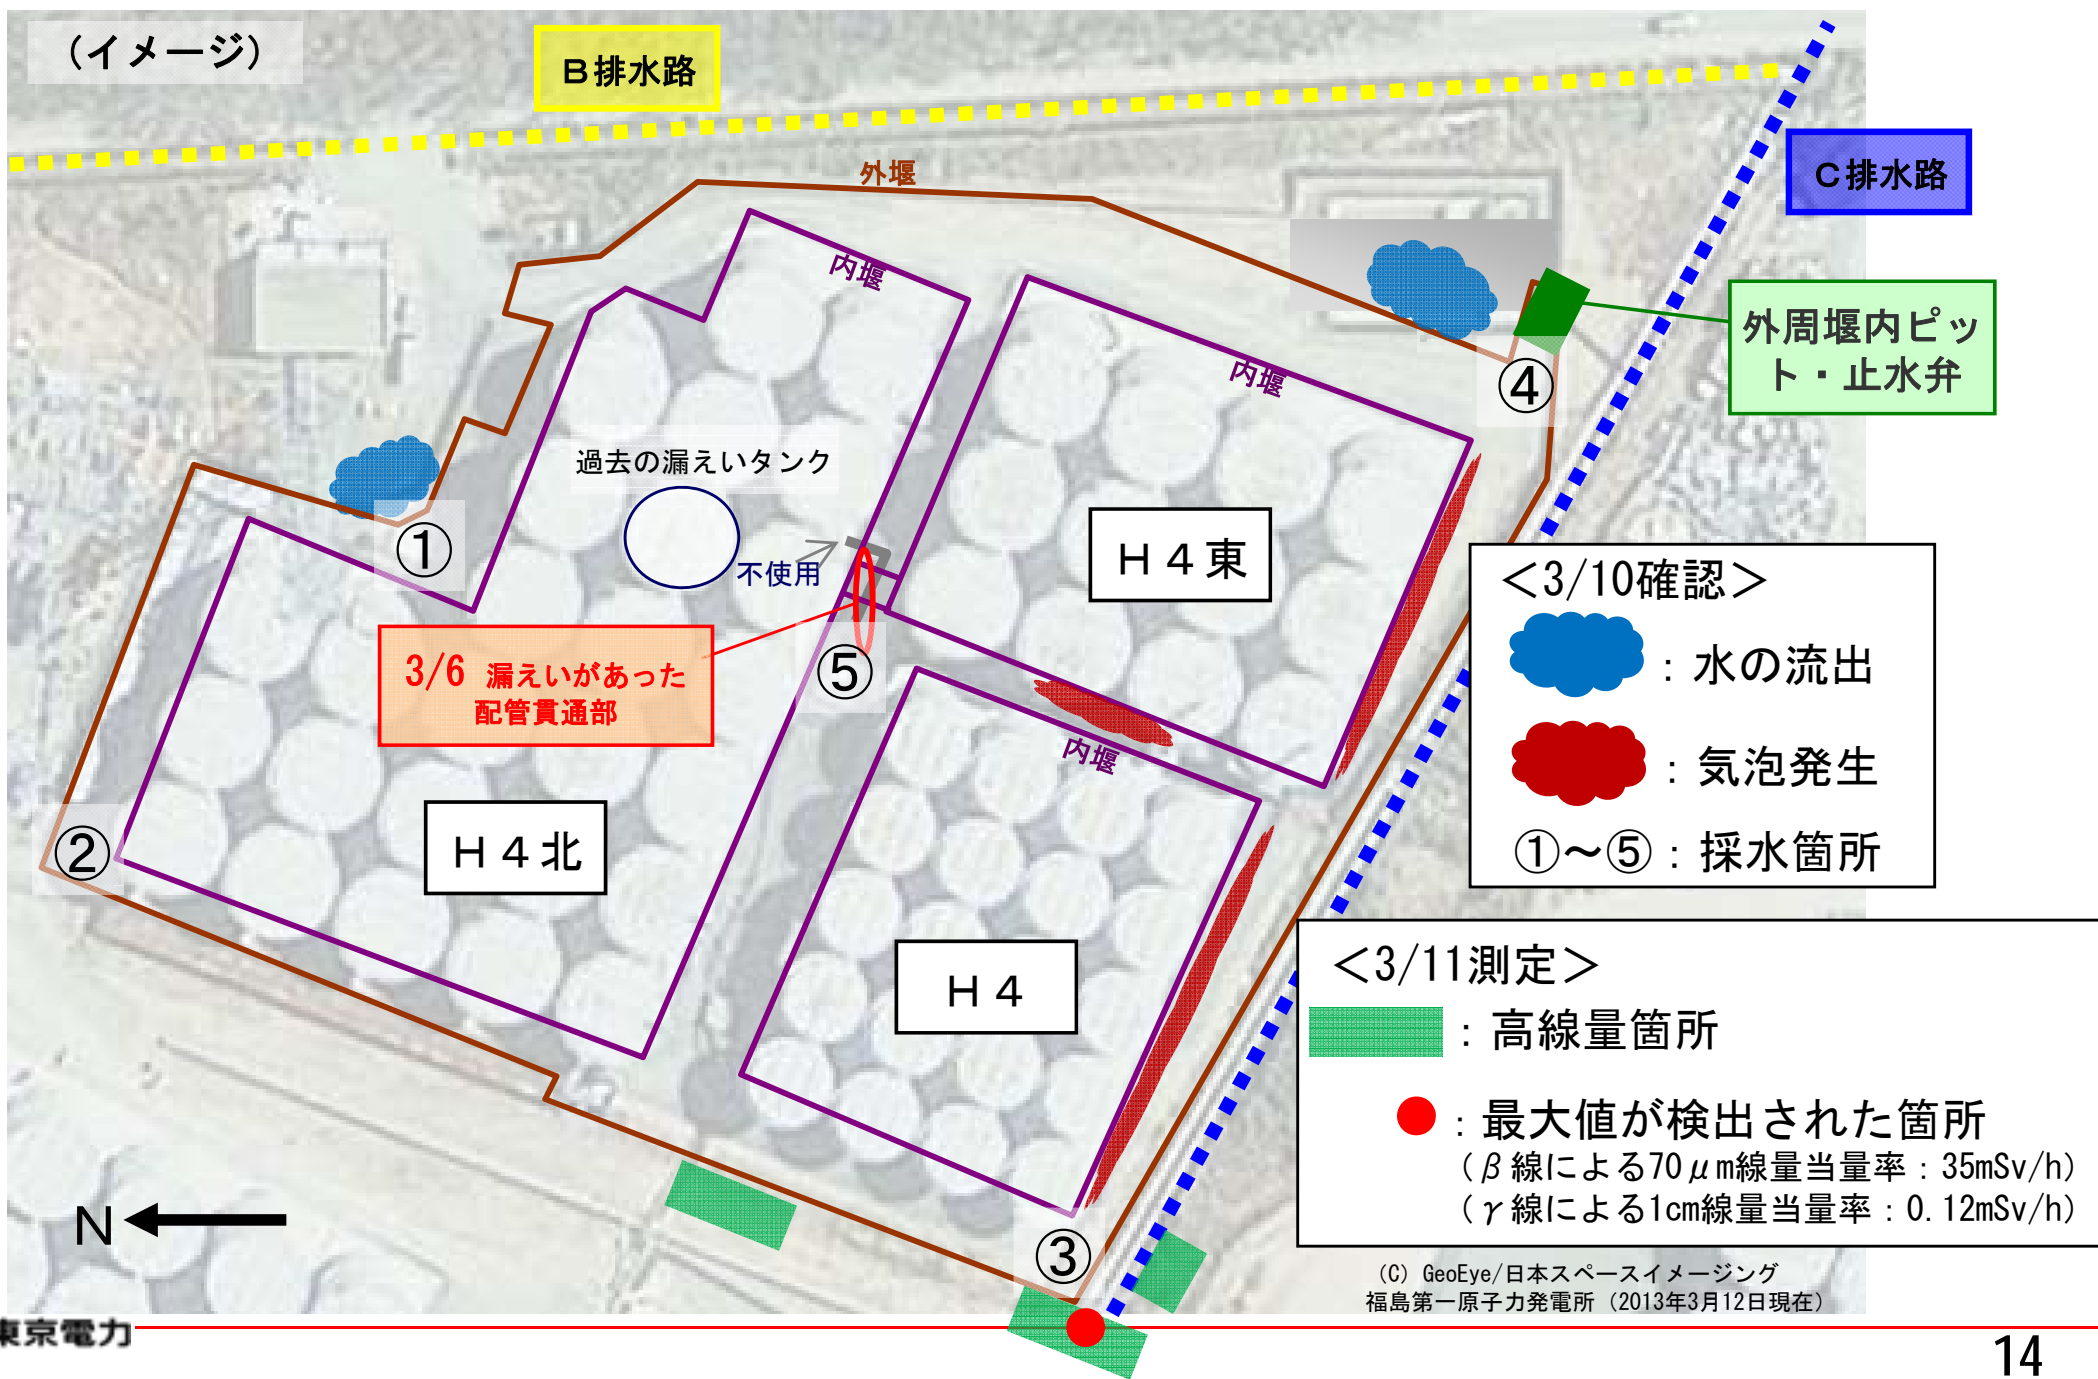 （イメージ）
Ｂ排水路
外堰
Ｃ排水路
内堰
内堰
外周堰内ピッ
ト・止水弁
④
過去の漏えいタンク
①
不使用
Ｈ４東
＜3/10確認＞
：水の流出
：気泡発生
①～⑤：採水箇所
3/6 漏えいがあった
配管貫通部
⑤
内堰
②
Ｈ４北
Ｈ４
＜3/11測定＞
：高線量箇所
：最大値が検出された箇所
（β線による70μm線量当量率：35mSv/h）
（γ線による1cm線量当量率：0.12mSv/h）
N
③
(C) GeoEye/日本スペースイメージング
福島第一原子力発電所（2013年3月12日現在）
東京電力
14